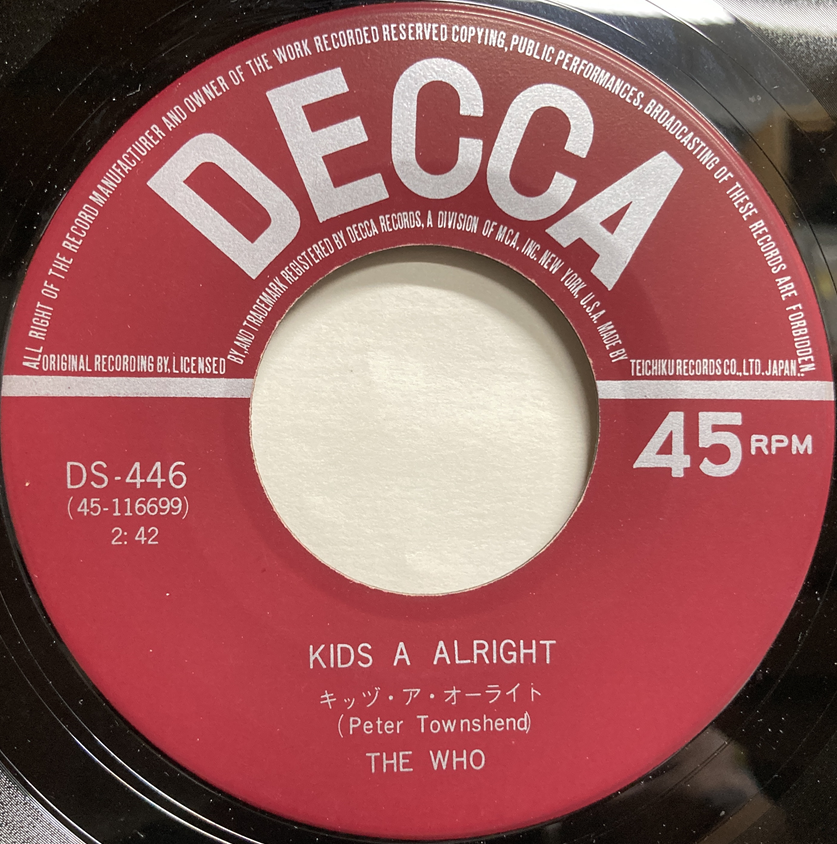 ALL RIGHT OF THE RECORD MANUFACTURER AND OWNER OF THE WORK RECORDED RESERVED COPYING, PUBLIC PERFORMANCES, BROADCASTING OF THESE RECORDS ARE FORBIDDEN
DECCA
ORIGINAL RECORDING BY, LICENSED BY, AND TRADEMARK REGISTERED BY DECCA RECORDS, A DIVISION OF MCA, INC. NEW YORK, U.S.A. MADE BY TEICHIKU RECORDS CO., LTD. JAPAN.
45 RPM
DS-446
(45-116699)
2:42
KIDS A ALRIGHT
キッヅ・ア・オーライト
(Peter Townshend)
THE WHO